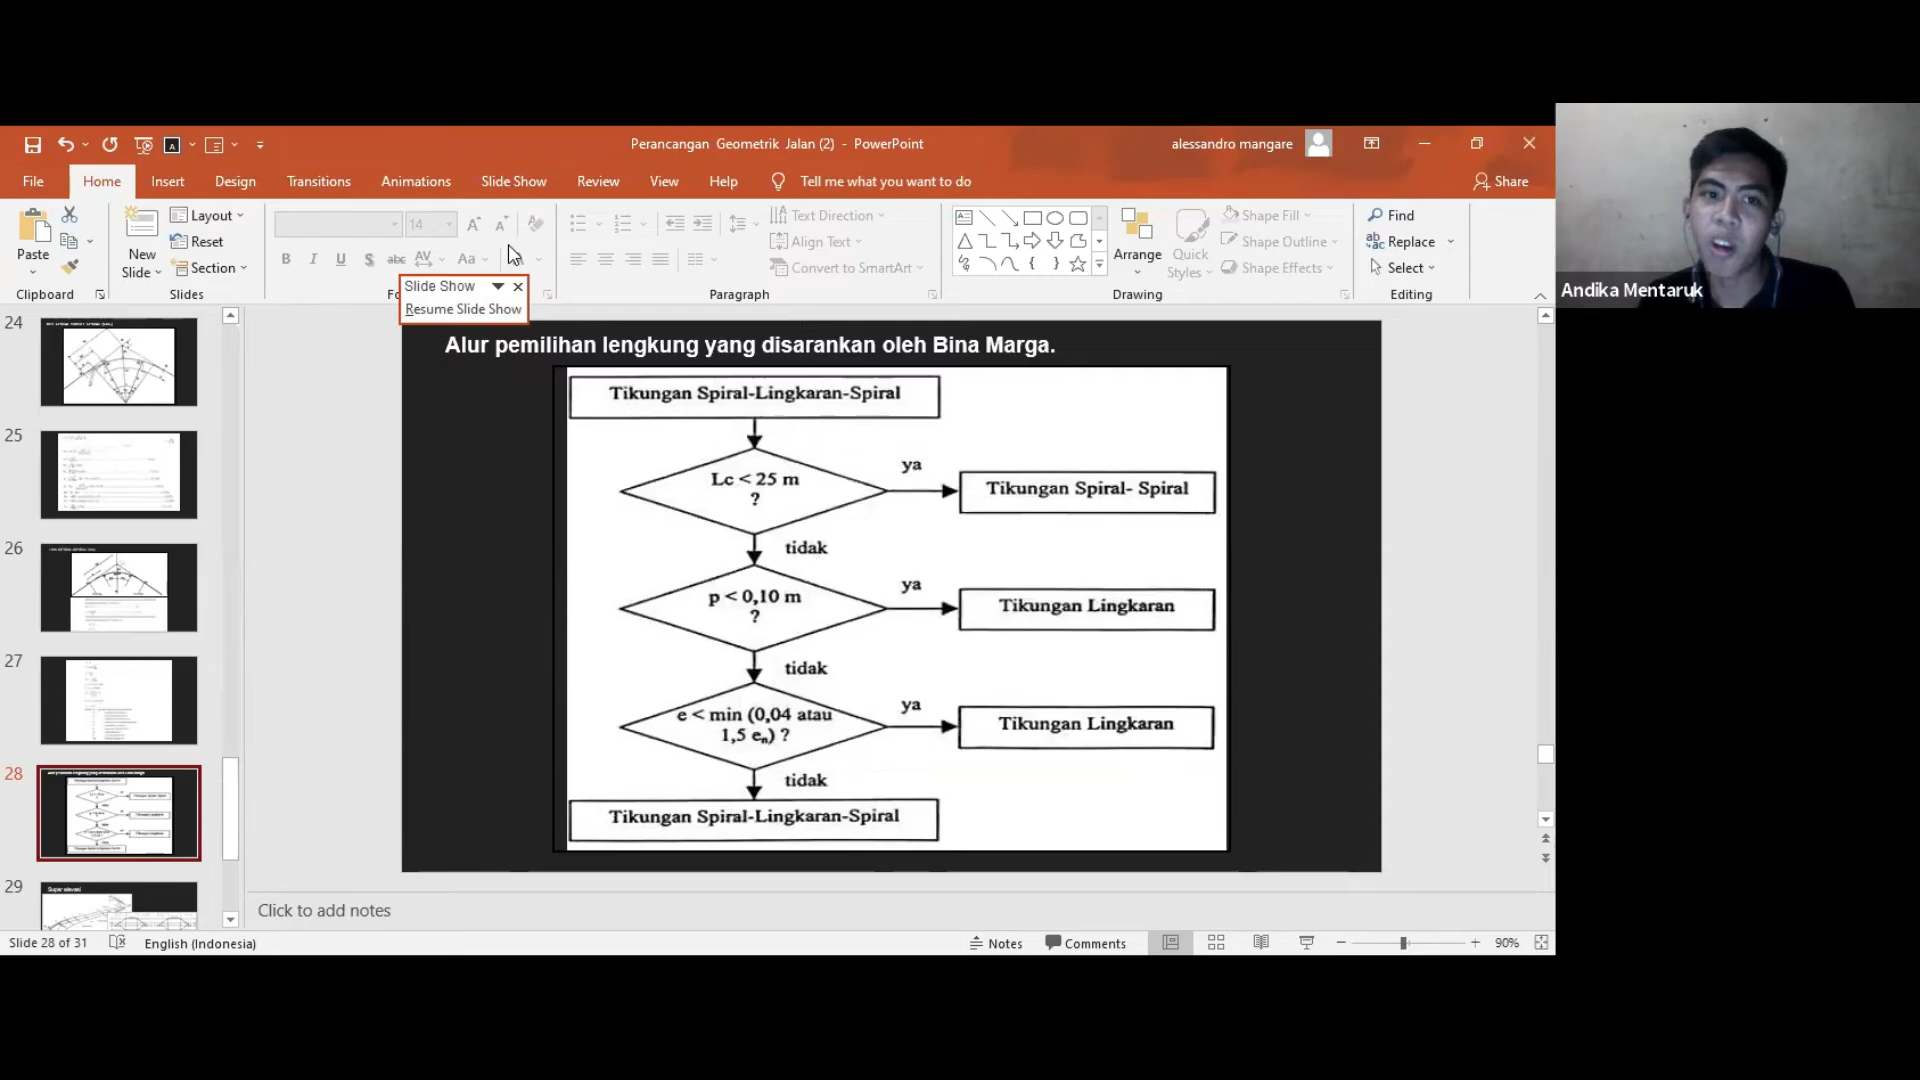 Perancangan Geometrik Jalan (2) - PowerPoint
alessandro mangare
File Home Insert Design Transitions Animations Slide Show Review View Help Tell me what you want to do Share
Paste
Clipboard
New Slide
Layout
Reset
Section
Slides
14
B I U S abc AV Aa
Text Direction
Align Text
Convert to SmartArt
Paragraph
Arrange
Quick Styles
Shape Fill
Shape Outline
Shape Effects
Drawing
Find
Replace
Select
Editing
Slide Show
Resume Slide Show
Andika Mentaruk
24
25
26
27
28
29
Super elevasi
Alur pemilihan lengkung yang disarankan oleh Bina Marga.
Tikungan Spiral-Lingkaran-Spiral
Lc < 25 m
?
ya
Tikungan Spiral- Spiral
tidak
p < 0,10 m
?
ya
Tikungan Lingkaran
tidak
e < min (0,04 atau
1,5 eₙ) ?
ya
Tikungan Lingkaran
tidak
Tikungan Spiral-Lingkaran-Spiral
Click to add notes
Slide 28 of 31 English (Indonesia) Notes Comments 90%